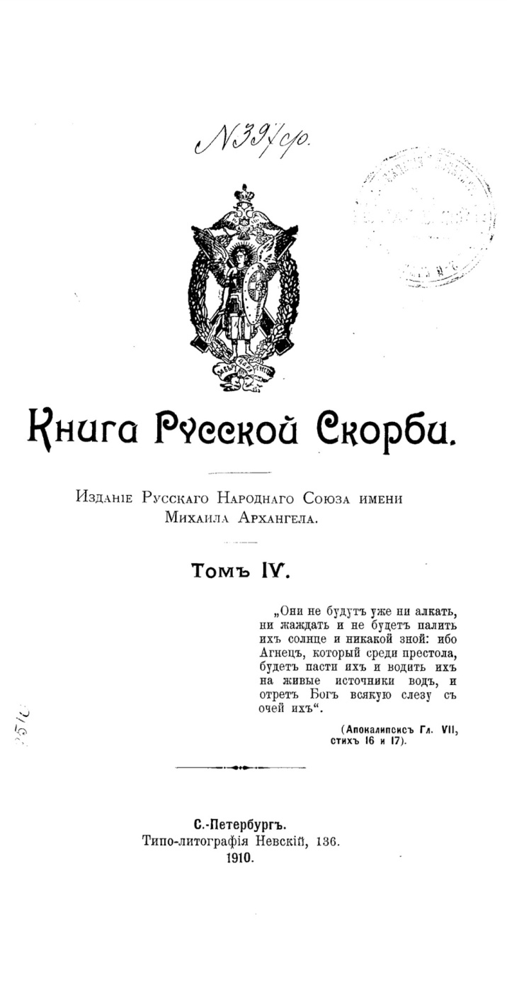 N397ср.
Книга Русской Скорби.
Изданіе Русскаго Народнаго Союза имени
Михаила Архангела.
Томъ IV.
„Они не будутъ уже ни алкать,
ни жаждать и не будетъ палить
ихъ солнце и никакой зной: ибо
Агнецъ, который среди престола,
будетъ пасти ихъ и водить ихъ
на живые источники водъ, и
отретъ Богъ всякую слезу съ
очей ихъ“.
(Апокалипсисъ Гл. VII,
стихъ 16 и 17).
С.-Петербургъ.
Типо-литографія Невскій, 136.
1910.